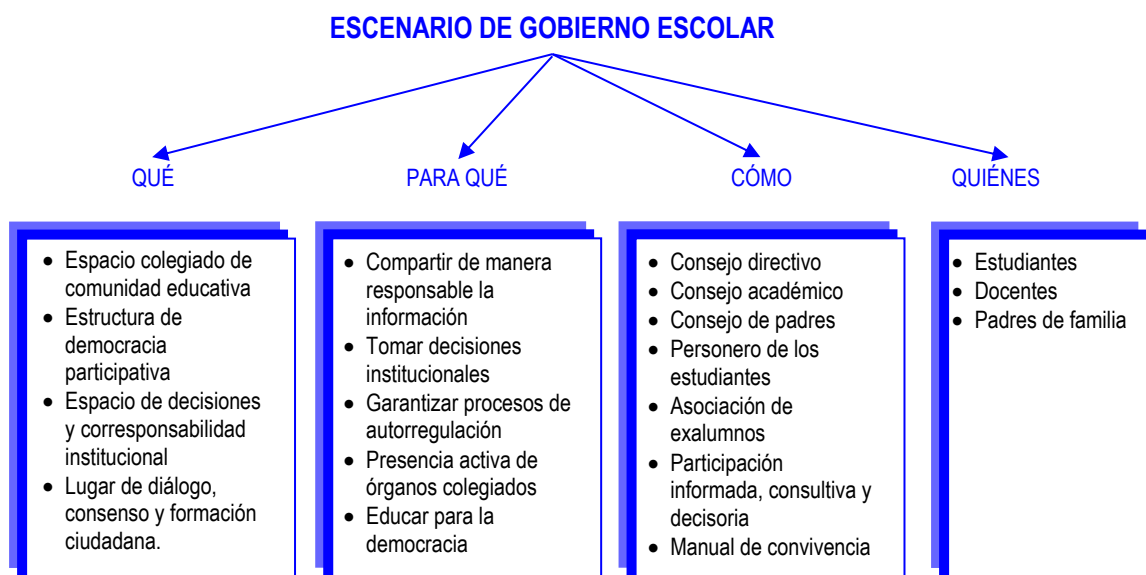 ESCENARIO DE GOBIERNO ESCOLAR
QUÉ
PARA QUÉ
CÓMO
QUIÉNES
• Espacio colegiado de
comunidad educativa
• Estructura de
democracia
participativa
• Espacio de decisiones
y corresponsabilidad
institucional
• Lugar de diálogo,
consenso y formación
ciudadana.
• Compartir de manera
responsable la
información
• Tomar decisiones
institucionales
• Garantizar procesos de
autorregulación
• Presencia activa de
órganos colegiados
• Educar para la
democracia
• Consejo directivo
• Consejo académico
• Consejo de padres
• Personero de los
estudiantes
• Asociación de
exalumnos
• Participación
informada, consultiva y
decisoria
• Manual de convivencia
• Estudiantes
• Docentes
• Padres de familia